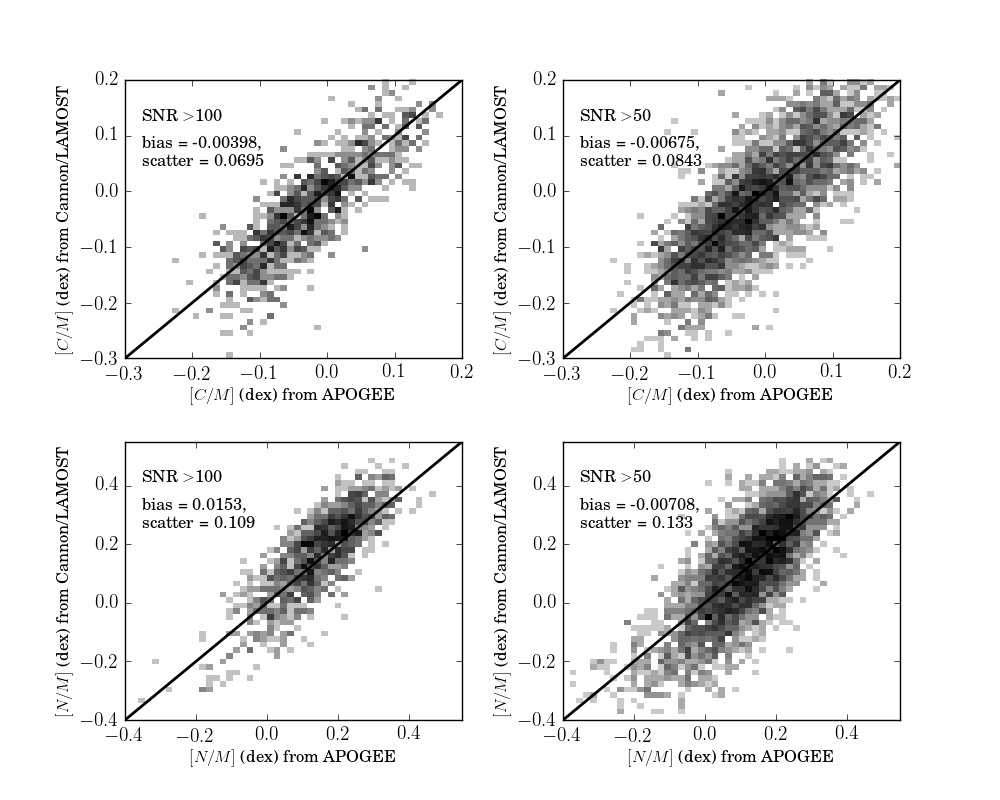 0.2
0.1
0.0
−0.1
−0.2
−0.3
−0.3 −0.2 −0.1 0.0 0.1 0.2
[C/M] (dex) from APOGEE
[C/M] (dex) from Cannon/LAMOST
SNR >100
bias = -0.00398,
scatter = 0.0695
0.2
0.1
0.0
−0.1
−0.2
−0.3
−0.3 −0.2 −0.1 0.0 0.1 0.2
[C/M] (dex) from APOGEE
[C/M] (dex) from Cannon/LAMOST
SNR >50
bias = -0.00675,
scatter = 0.0843
0.4
0.2
0.0
−0.2
−0.4
−0.4 −0.2 0.0 0.2 0.4
[N/M] (dex) from APOGEE
[N/M] (dex) from Cannon/LAMOST
SNR >100
bias = 0.0153,
scatter = 0.109
0.4
0.2
0.0
−0.2
−0.4
−0.4 −0.2 0.0 0.2 0.4
[N/M] (dex) from APOGEE
[N/M] (dex) from Cannon/LAMOST
SNR >50
bias = -0.00708,
scatter = 0.133